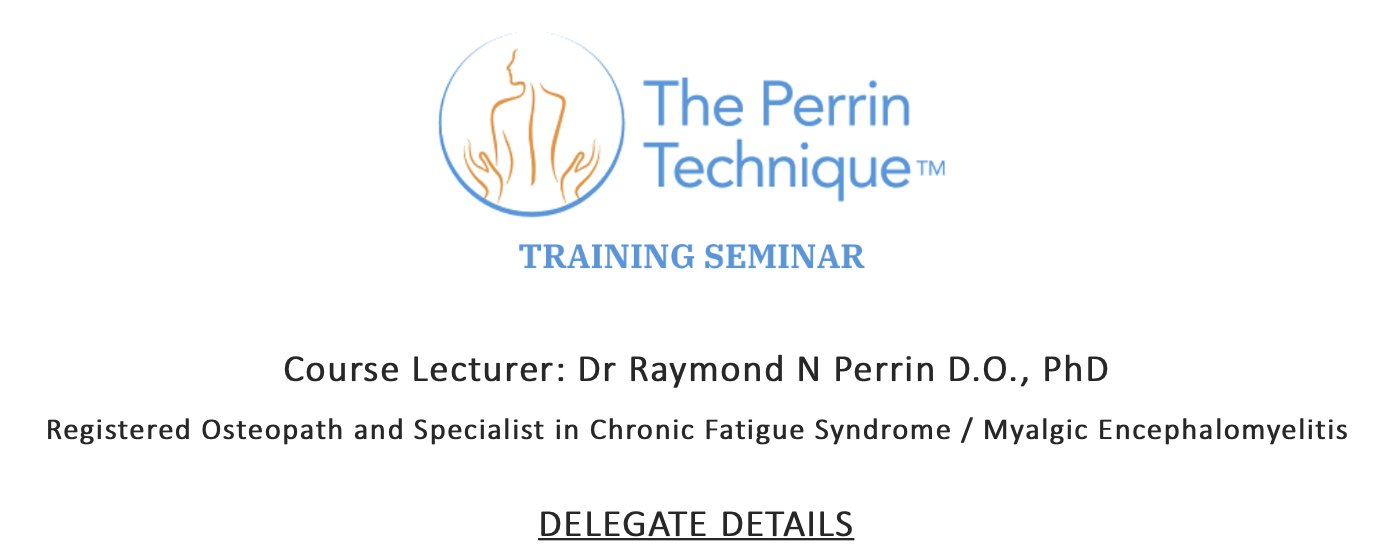 The Perrin
Technique™
TRAINING SEMINAR
Course Lecturer: Dr Raymond N Perrin D.O., PhD
Registered Osteopath and Specialist in Chronic Fatigue Syndrome / Myalgic Encephalomyelitis
DELEGATE DETAILS